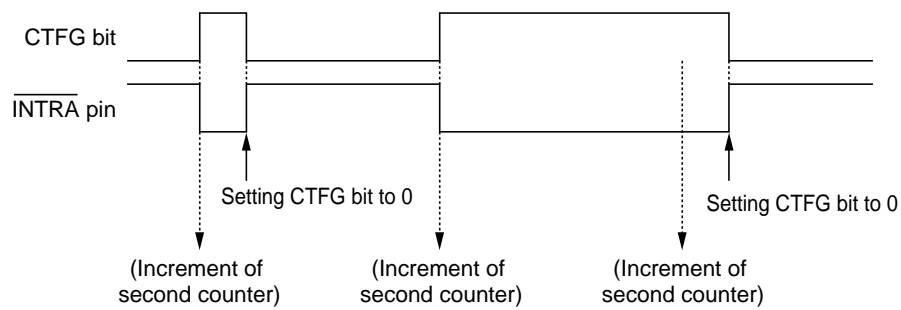 CTFG bit
INTRA pin
Setting CTFG bit to 0
Setting CTFG bit to 0
(Increment of
second counter)
(Increment of
second counter)
(Increment of
second counter)